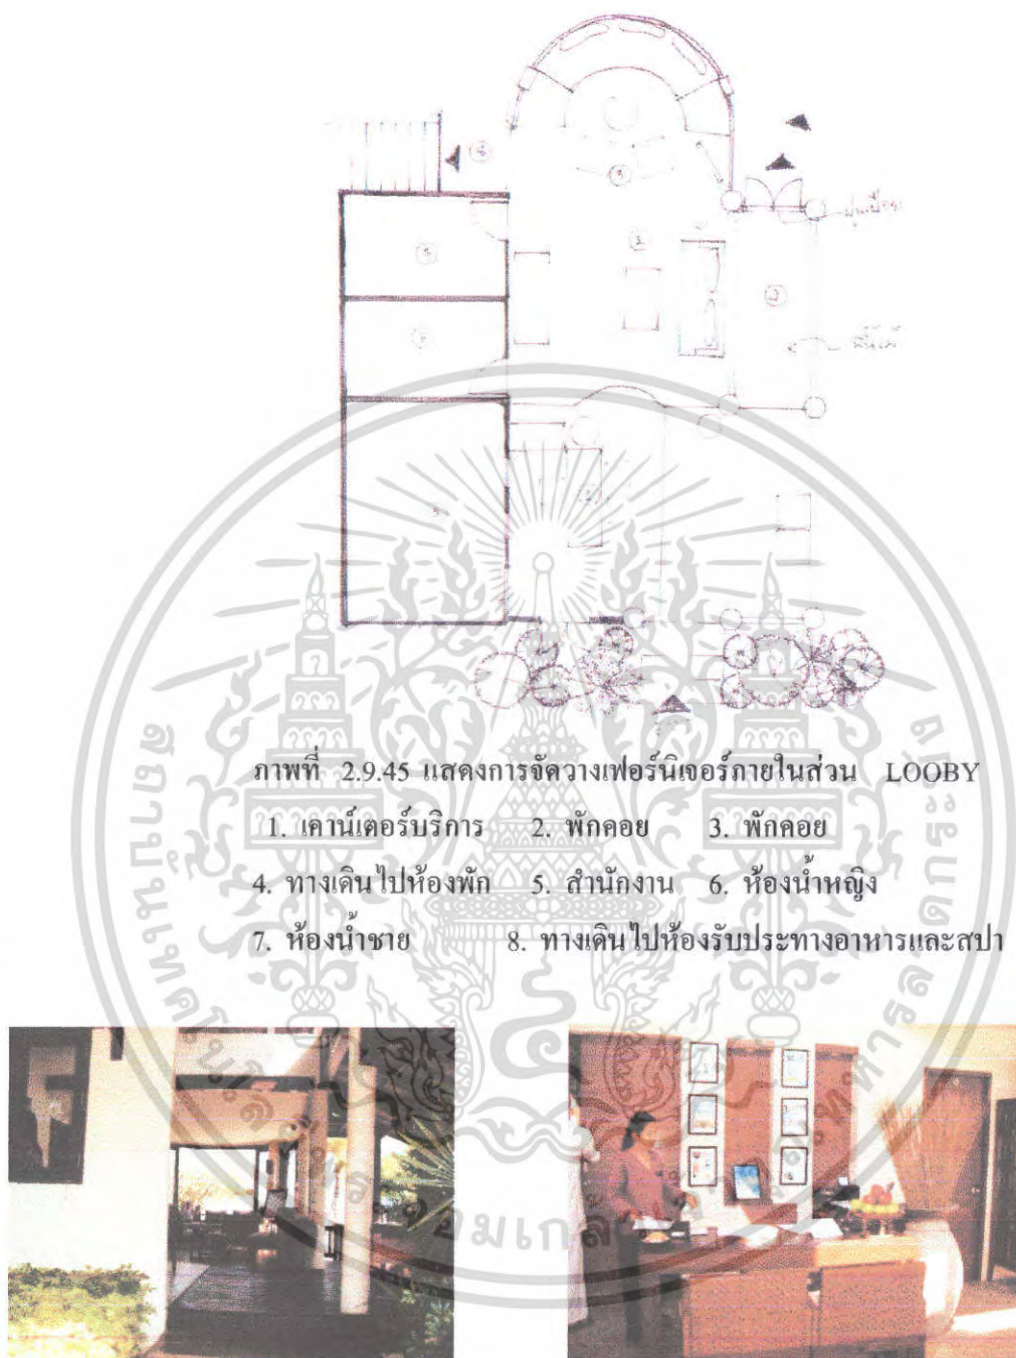 ภาพที่ 2.9.45 แสดงการจัดวางเฟอร์นิเจอร์ภายในส่วน LOOBY
1. เคาน์เตอร์บริการ 2. พักคอย 3. พักคอย
4. ทางเดินไปห้องพัก 5. สำนักงาน 6. ห้องน้ำหญิง
7. ห้องน้ำชาย 8. ทางเดินไปห้องรับประทางอาหารและสปา